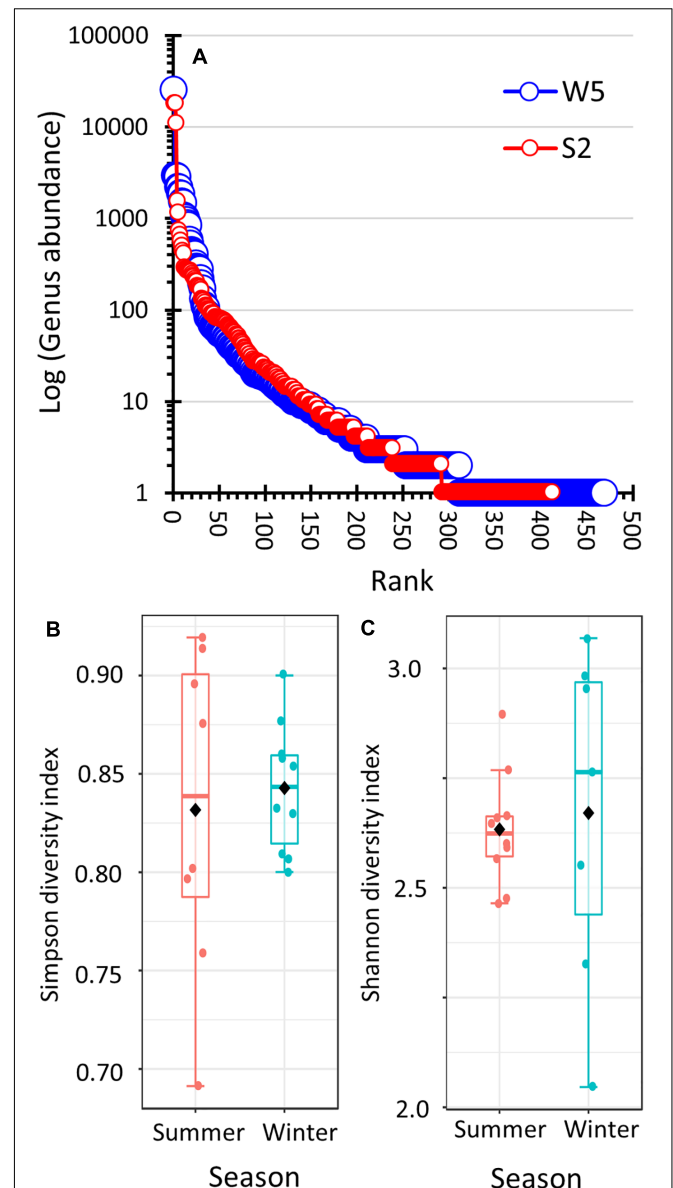 A
100000
10000
1000
100
10
1
Log (Genus abundance)
W5
S2
0 50 100 150 200 250 300 350 400 450 500
Rank
B
0.90
0.85
0.80
0.75
0.70
Simpson diversity index
Summer Winter
Season
C
3.0
2.5
2.0
Shannon diversity index
Summer Winter
Season